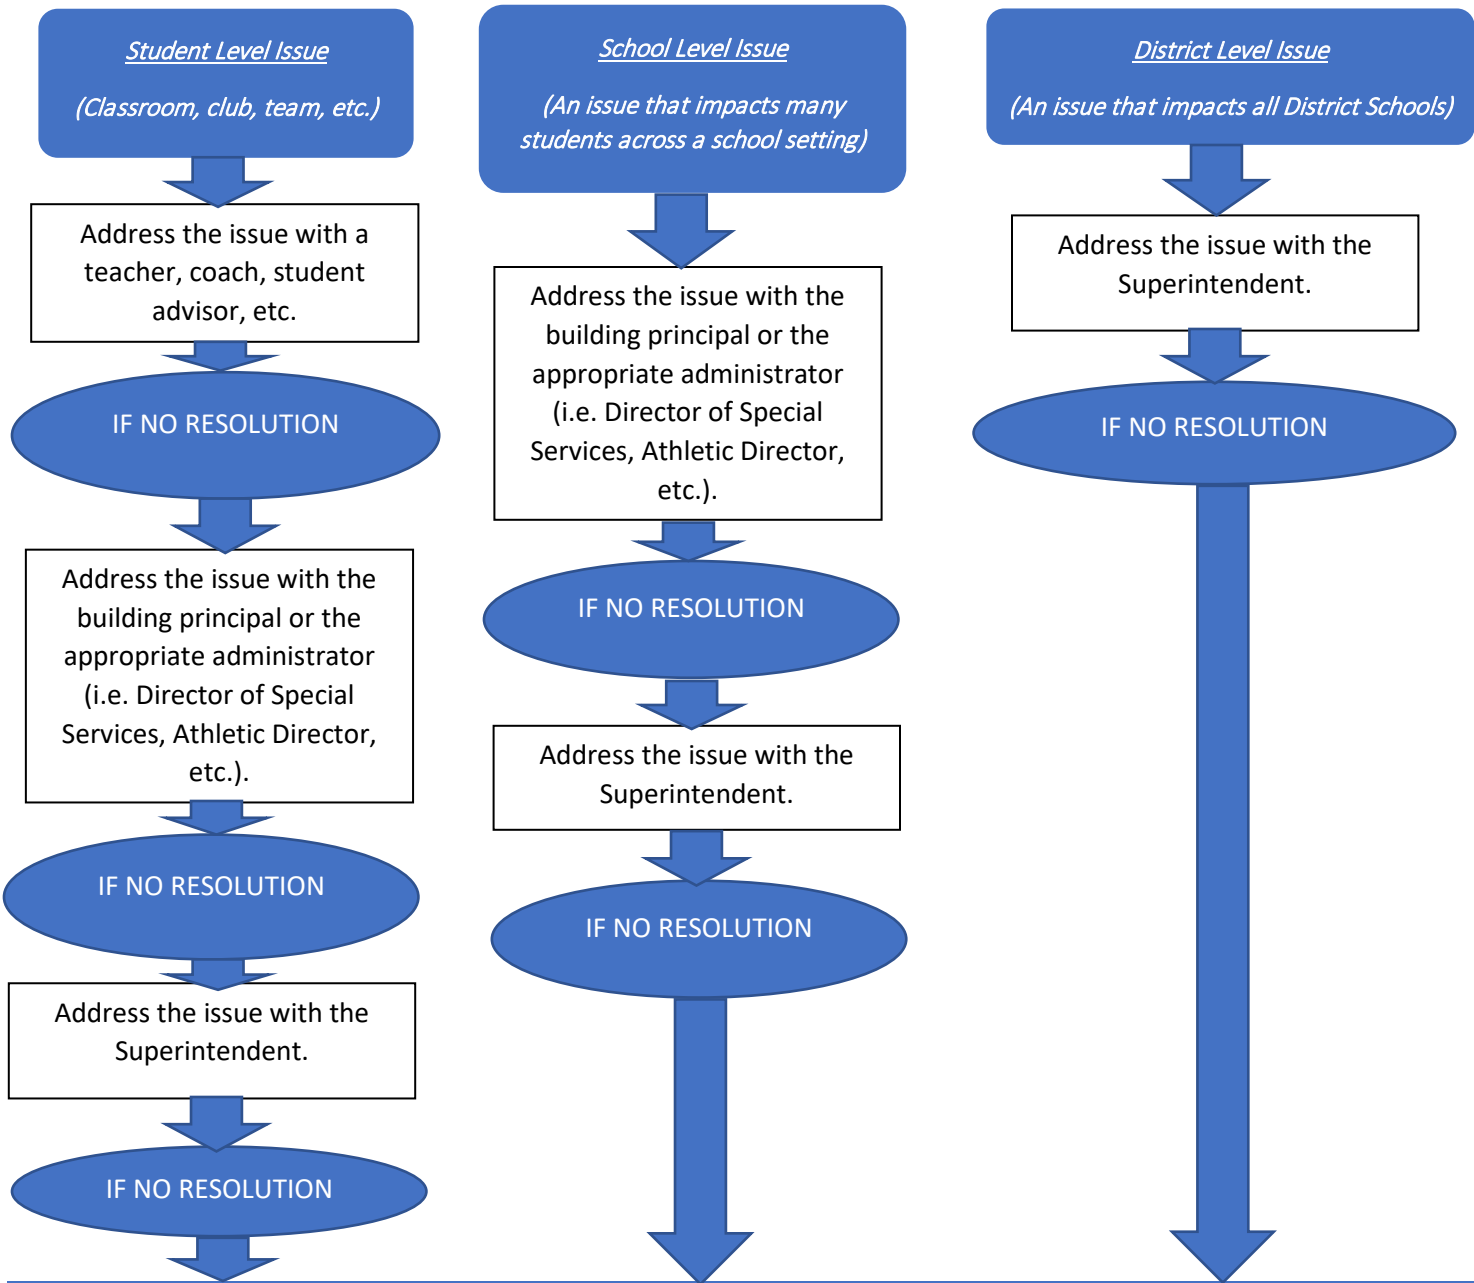 Student Level Issue
(Classroom, club, team, etc.)
Address the issue with a
teacher, coach, student
advisor, etc.
IF NO RESOLUTION
Address the issue with the
building principal or the
appropriate administrator
(i.e. Director of Special
Services, Athletic Director,
etc.).
IF NO RESOLUTION
Address the issue with the
Superintendent.
IF NO RESOLUTION
School Level Issue
(An issue that impacts many
students across a school setting)
Address the issue with the
building principal or the
appropriate administrator
(i.e. Director of Special
Services, Athletic Director,
etc.).
IF NO RESOLUTION
Address the issue with the
Superintendent.
IF NO RESOLUTION
District Level Issue
(An issue that impacts all District Schools)
Address the issue with the
Superintendent.
IF NO RESOLUTION